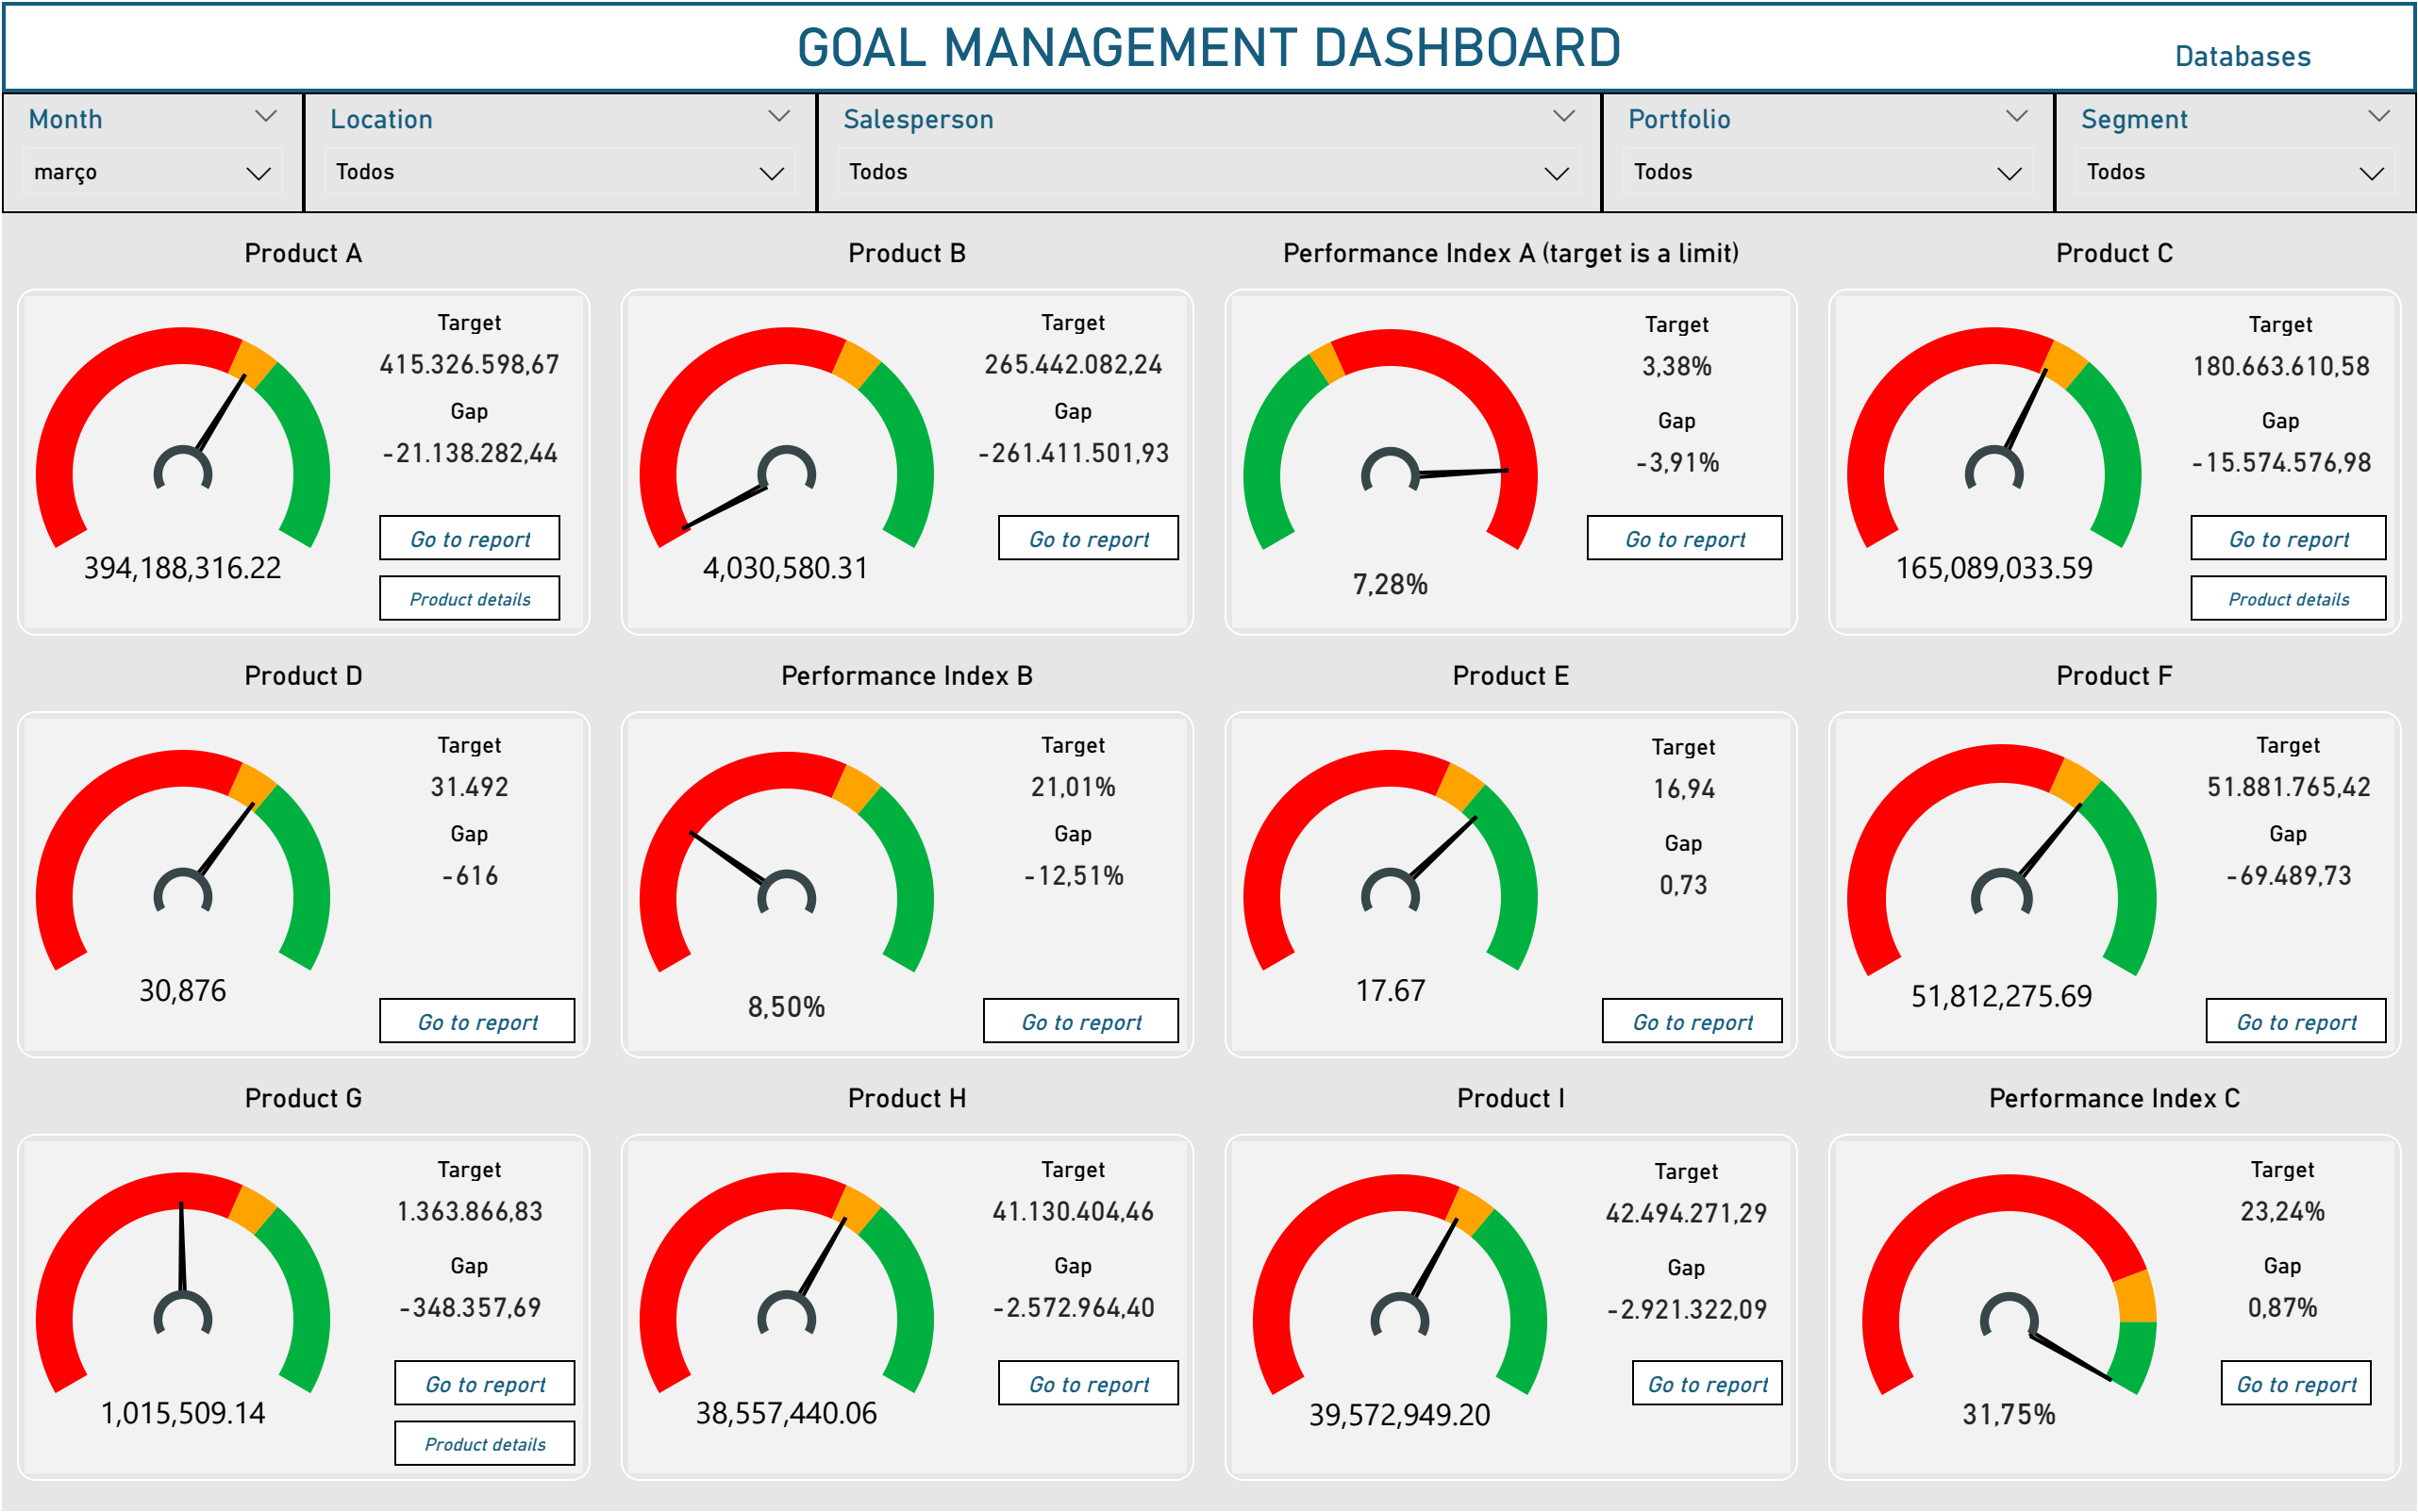 GOAL MANAGEMENT DASHBOARD
Databases
Month
Location
Salesperson
Portfolio
Segment
março
Todos
Todos
Todos
Todos
Product A
Target
415.326.598,67
Gap
-21.138.282,44
394,188,316.22
Go to report
Product details
Product B
Target
265.442.082,24
Gap
-261.411.501,93
4,030,580.31
Go to report
Performance Index A (target is a limit)
Target
3,38%
Gap
-3,91%
7,28%
Go to report
Product C
Target
180.663.610,58
Gap
-15.574.576,98
165,089,033.59
Go to report
Product details
Product D
Target
31.492
Gap
-616
30,876
Go to report
Performance Index B
Target
21,01%
Gap
-12,51%
8,50%
Go to report
Product E
Target
16,94
Gap
0,73
17.67
Go to report
Product F
Target
51.881.765,42
Gap
-69.489,73
51,812,275.69
Go to report
Product G
Target
1.363.866,83
Gap
-348.357,69
1,015,509.14
Go to report
Product details
Product H
Target
41.130.404,46
Gap
-2.572.964,40
38,557,440.06
Go to report
Product I
Target
42.494.271,29
Gap
-2.921.322,09
39,572,949.20
Go to report
Performance Index C
Target
23,24%
Gap
0,87%
31,75%
Go to report